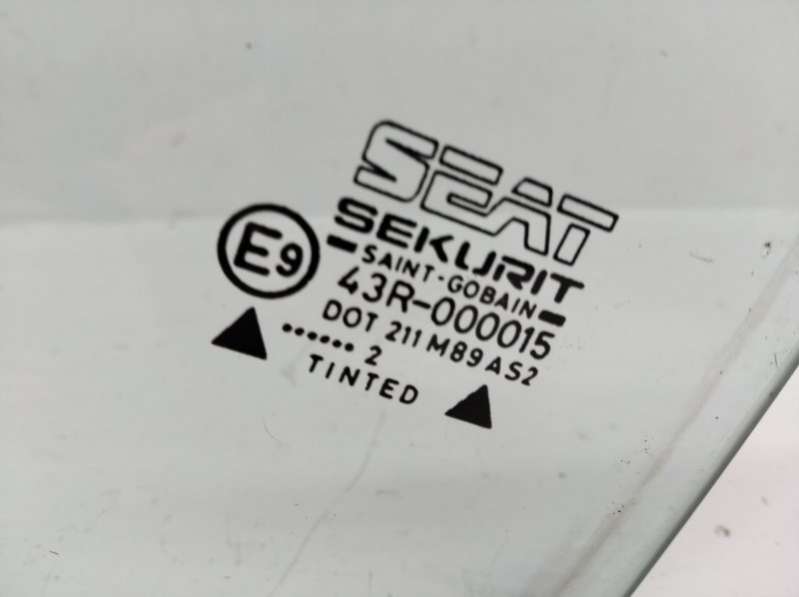 SEAT
SEKURIT
SAINT-GOBAIN
E9
43R-000015
DOT 211 M89 AS2
...... 2
TINTED